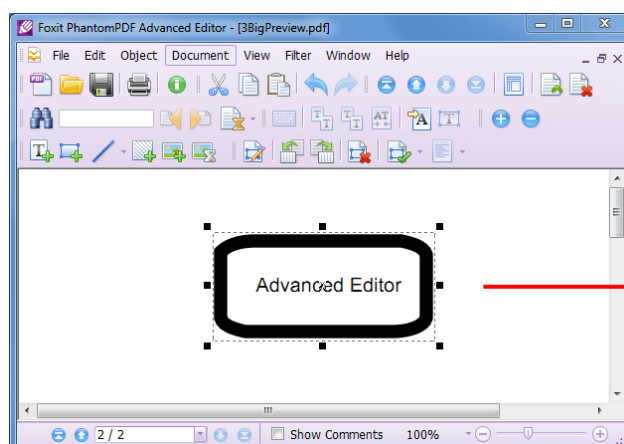 Foxit PhantomPDF Advanced Editor - [3BigPreview.pdf]
File Edit Object Document View Filter Window Help
Advanced Editor
2 / 2 Show Comments 100%